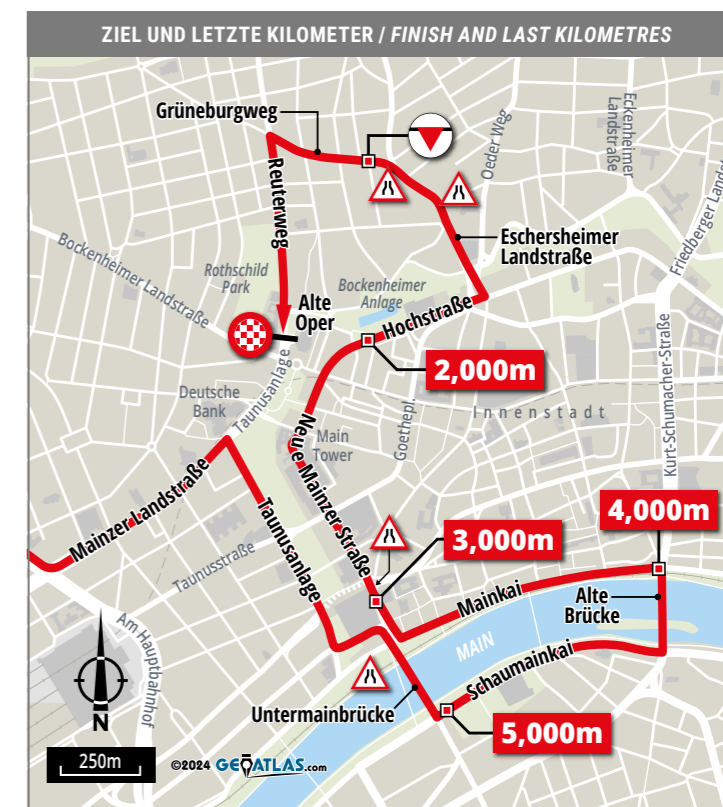 ZIEL UND LETZTE KILOMETER / FINISH AND LAST KILOMETRES
Grüneburgweg
Oeder Weg
Eckenheimer
Landstraße
Reuterweg
Friedberger Landst
Eschersheimer
Landstraße
Bockenheimer Landstraße
Rothschild
Park
Bockenheimer
Anlage
Alte
Oper
Hochstraße
Kurt-Schumacher-Straße
2,000m
Taunusanlage
Deutsche
Bank
Innenstadt
Goethepl.
Main
Tower
Neue Mainzer Straße
Mainzer Landstraße
Taunusanlage
4,000m
3,000m
Taunusstraße
Mainkai
Alte
Brücke
Am Hauptbahnhof
MAIN
Schaumainkai
Untermainbrücke
5,000m
N
250m
©2024 GEOATLAS.com